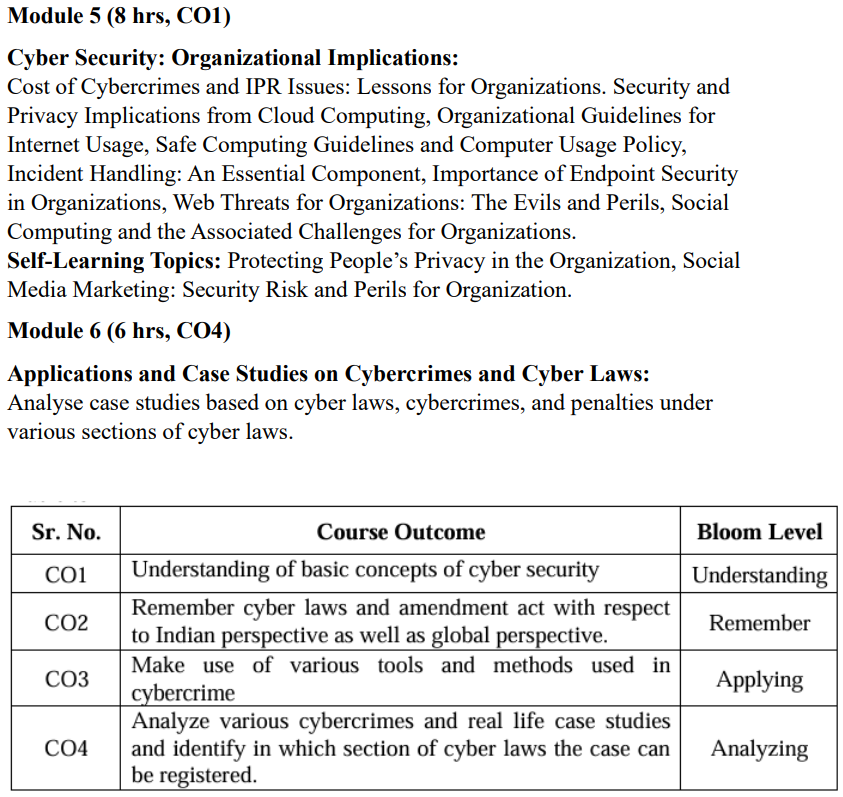 Module 5 (8 hrs, CO1)
Cyber Security: Organizational Implications:
Cost of Cybercrimes and IPR Issues: Lessons for Organizations. Security and
Privacy Implications from Cloud Computing, Organizational Guidelines for
Internet Usage, Safe Computing Guidelines and Computer Usage Policy,
Incident Handling: An Essential Component, Importance of Endpoint Security
in Organizations, Web Threats for Organizations: The Evils and Perils, Social
Computing and the Associated Challenges for Organizations.
Self-Learning Topics: Protecting People’s Privacy in the Organization, Social
Media Marketing: Security Risk and Perils for Organization.
Module 6 (6 hrs, CO4)
Applications and Case Studies on Cybercrimes and Cyber Laws:
Analyse case studies based on cyber laws, cybercrimes, and penalties under
various sections of cyber laws.
Sr. No. Course Outcome Bloom Level
CO1 Understanding of basic concepts of cyber security Understanding
CO2 Remember cyber laws and amendment act with respect
to Indian perspective as well as global perspective. Remember
CO3 Make use of various tools and methods used in
cybercrime Applying
CO4 Analyze various cybercrimes and real life case studies
and identify in which section of cyber laws the case can
be registered. Analyzing